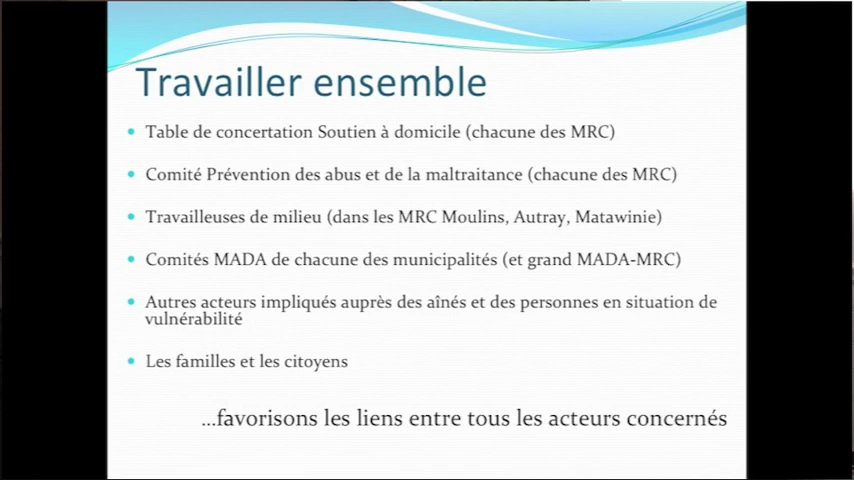 Travailler ensemble
Table de concertation Soutien à domicile (chacune des MRC)
Comité Prévention des abus et de la maltraitance (chacune des MRC)
Travailleuses de milieu (dans les MRC Moulins, Autray, Matawinie)
Comités MADA de chacune des municipalités (et grand MADA-MRC)
Autres acteurs impliqués auprès des aînés et des personnes en situation de
vulnérabilité
Les familles et les citoyens
...favorisons les liens entre tous les acteurs concernés